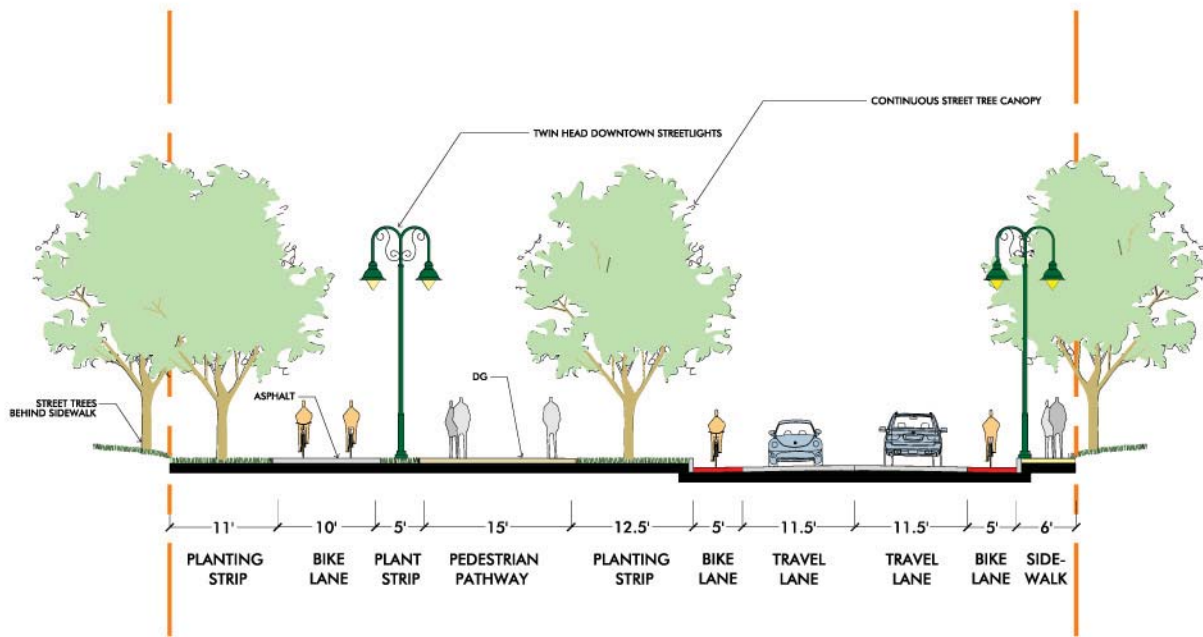 CONTINUOUS STREET TREE CANOPY
TWIN HEAD DOWNTOWN STREETLIGHTS
DG
ASPHALT
STREET TREES
BEHIND SIDEWALK
11' 10' 5' 15' 12.5' 5' 11.5' 11.5' 5' 6'
PLANTING STRIP
BIKE LANE
PLANT STRIP
PEDESTRIAN PATHWAY
PLANTING STRIP
BIKE LANE
TRAVEL LANE
TRAVEL LANE
BIKE LANE
SIDE-
WALK